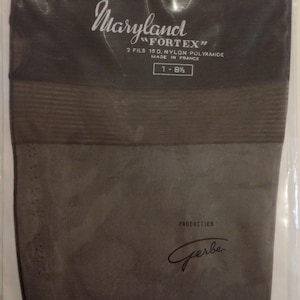 Maryland
"FORTEX"
2 FILS 15 D. NYLON POLYAMIDE
MADE IN FRANCE
1 - 8½
PRODUCTION
Gerbe